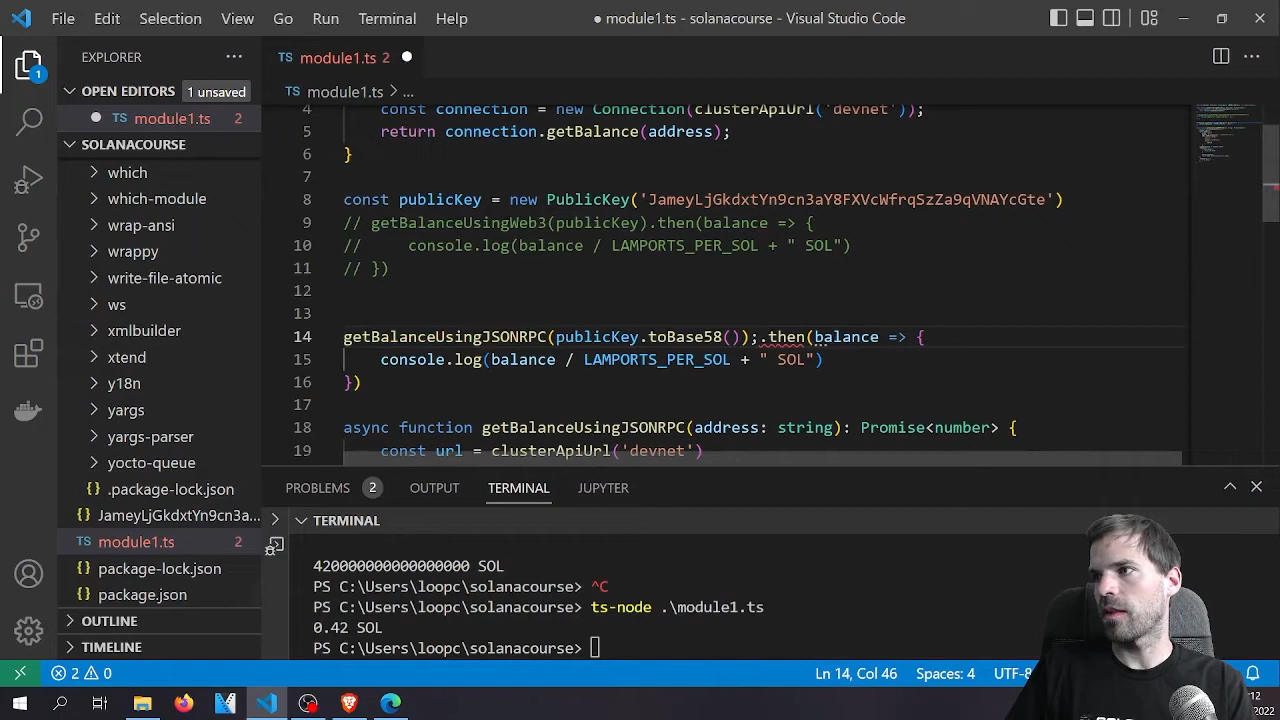 File Edit Selection View Go Run Terminal Help
● module1.ts - solanacourse - Visual Studio Code
EXPLORER
TS module1.ts 2
OPEN EDITORS 1 unsaved
TS module1.ts 2
SOLANACOURSE
which
which-module
wrap-ansi
wrappy
write-file-atomic
ws
xmlbuilder
xtend
y18n
yargs
yargs-parser
yocto-queue
{} .package-lock.json
{} JameyLjGkdxtYn9cn3a...
TS module1.ts 2
package-lock.json
package.json
OUTLINE
TIMELINE
1
TS module1.ts > ...
4 const connection = new Connection(clusterApiUrl('devnet'));
5 return connection.getBalance(address);
6 }
7
8 const publicKey = new PublicKey('JameyLjGkdxtYn9cn3aY8FXVcWfrqSzZa9qVNAYcGte')
9 // getBalanceUsingWeb3(publicKey).then(balance => {
10 // console.log(balance / LAMPORTS_PER_SOL + " SOL")
11 // })
12
13
14 getBalanceUsingJSONRPC(publicKey.toBase58());.then(balance => {
15 console.log(balance / LAMPORTS_PER_SOL + " SOL")
16 })
17
18 async function getBalanceUsingJSONRPC(address: string): Promise<number> {
19 const url = clusterApiUrl('devnet')
PROBLEMS 2 OUTPUT TERMINAL JUPYTER
TERMINAL
420000000000000000 SOL
PS C:\Users\loopc\solanacourse> ^C
PS C:\Users\loopc\solanacourse> ts-node .\module1.ts
0.42 SOL
PS C:\Users\loopc\solanacourse>
2 0 Ln 14, Col 46 Spaces: 4
2022